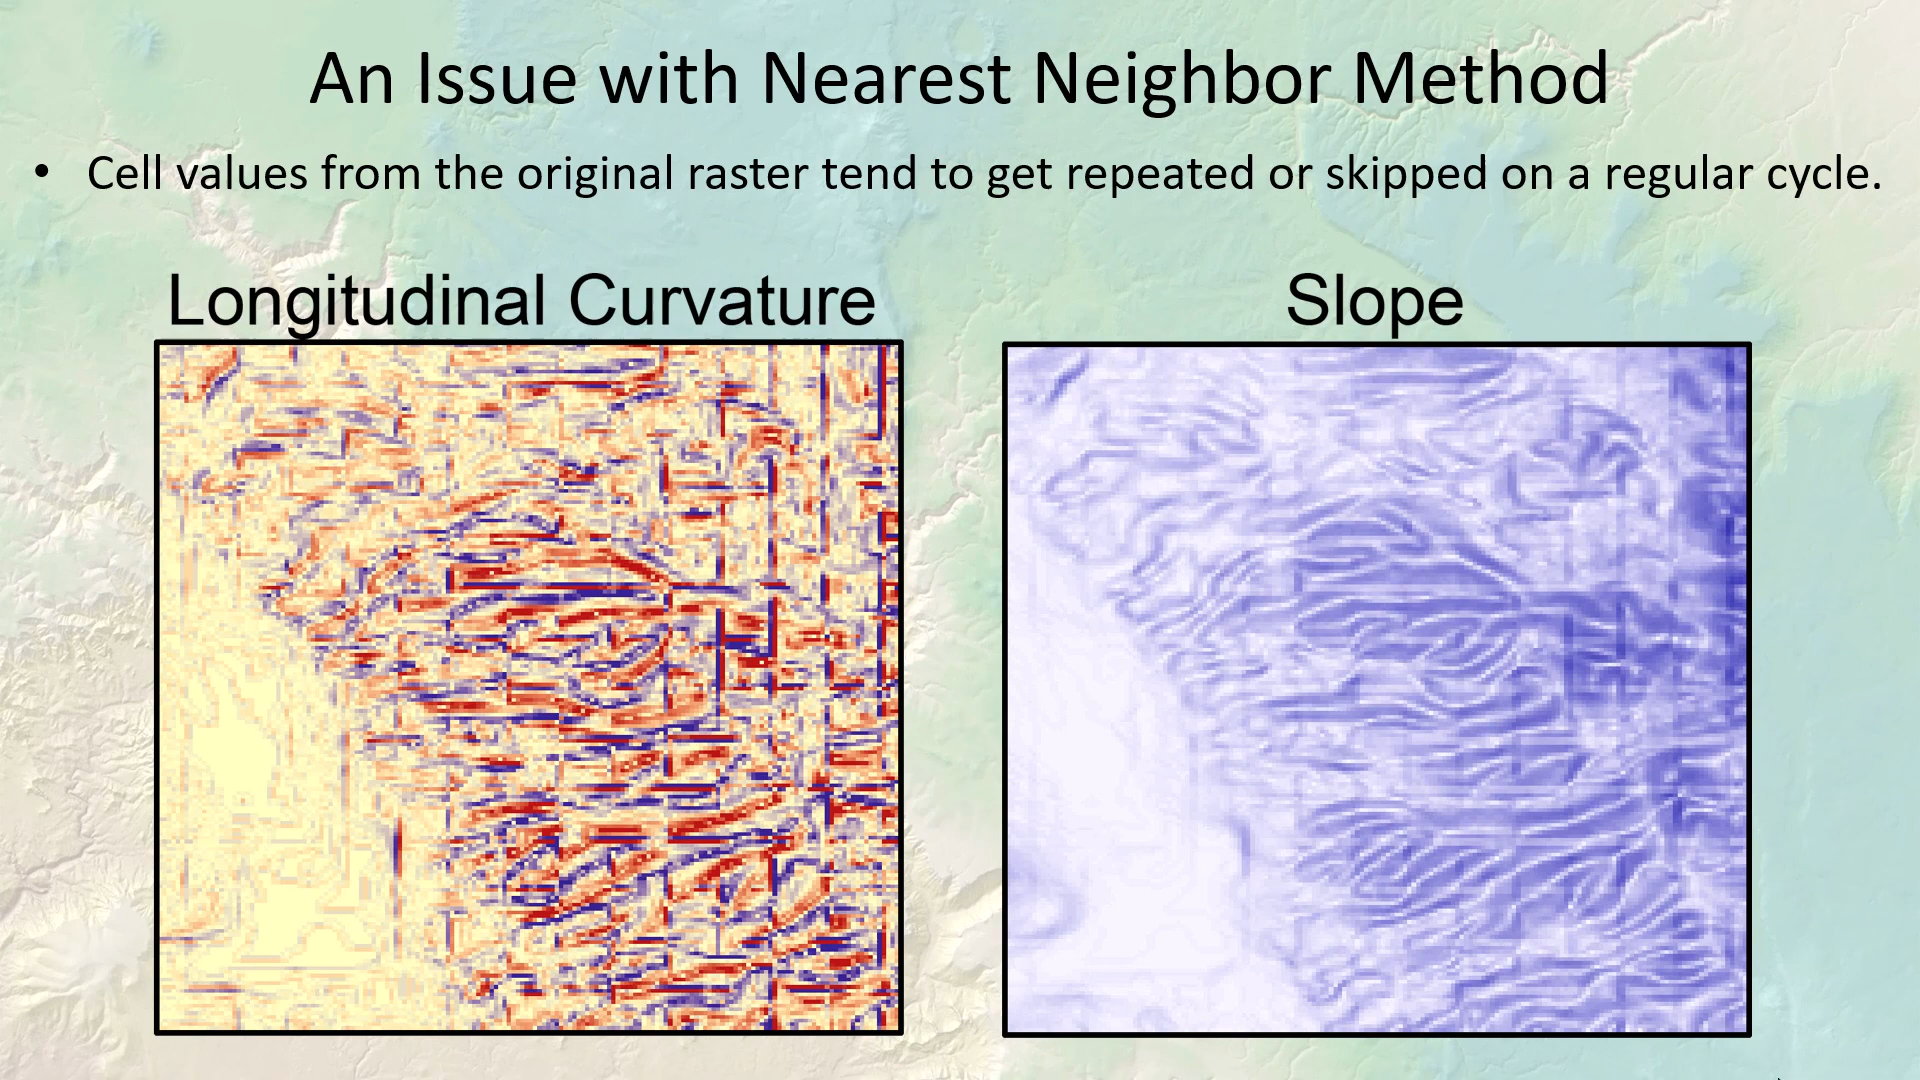 An Issue with Nearest Neighbor Method
• Cell values from the original raster tend to get repeated or skipped on a regular cycle.
Longitudinal Curvature
Slope